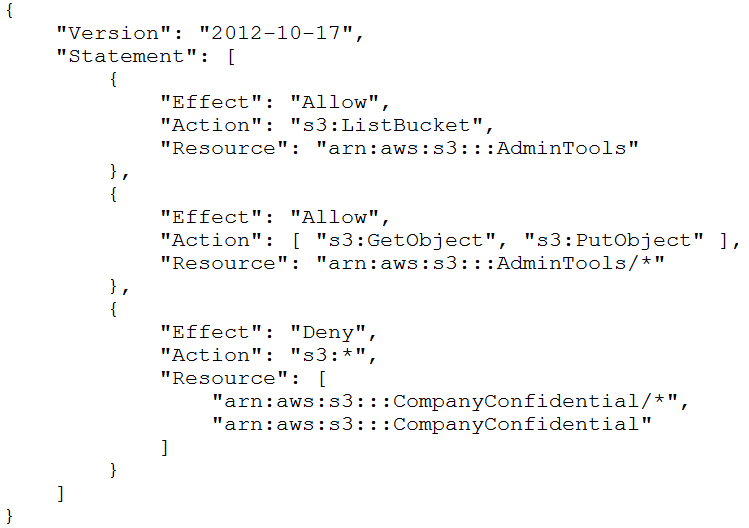 {
    "Version": "2012-10-17",
    "Statement": [
        {
            "Effect": "Allow",
            "Action": "s3:ListBucket",
            "Resource": "arn:aws:s3:::AdminTools"
        },
        {
            "Effect": "Allow",
            "Action": [ "s3:GetObject", "s3:PutObject" ],
            "Resource": "arn:aws:s3:::AdminTools/*"
        },
        {
            "Effect": "Deny",
            "Action": "s3:*",
            "Resource": [
                "arn:aws:s3:::CompanyConfidential/*",
                "arn:aws:s3:::CompanyConfidential"
            ]
        }
    ]
}